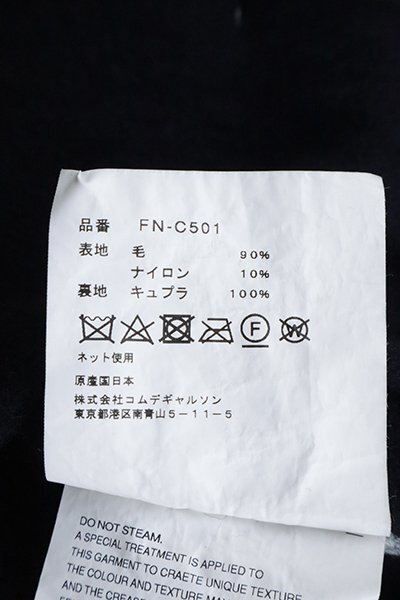 品番 FN-C501
表地 毛 90%
ナイロン 10%
裏地 キュプラ 100%
F W
ネット使用
原産国日本
株式会社コムデギャルソン
東京都港区南青山5-11-5
DO NOT STEAM.
A SPECIAL TREATMENT IS APPLIED TO
THIS GARMENT TO CRAETE UNIQUE TEXTURE
THE COLOUR AND TEXTURE MA
AND THE CREASE